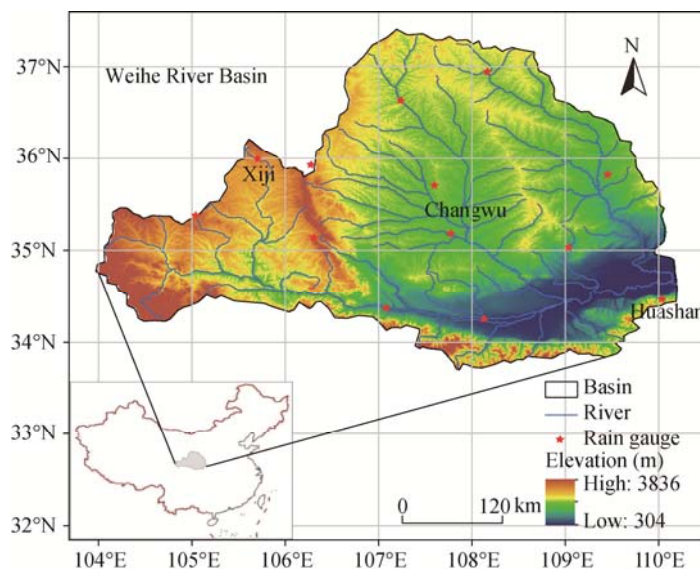 37°N
Weihe River Basin
N
36°N
Xiji
Changwu
35°N
34°N
Huashan
33°N
32°N
Basin
River
Rain gauge
Elevation (m)
High: 3836
Low: 304
0 120 km
104°E 105°E 106°E 107°E 108°E 109°E 110°E